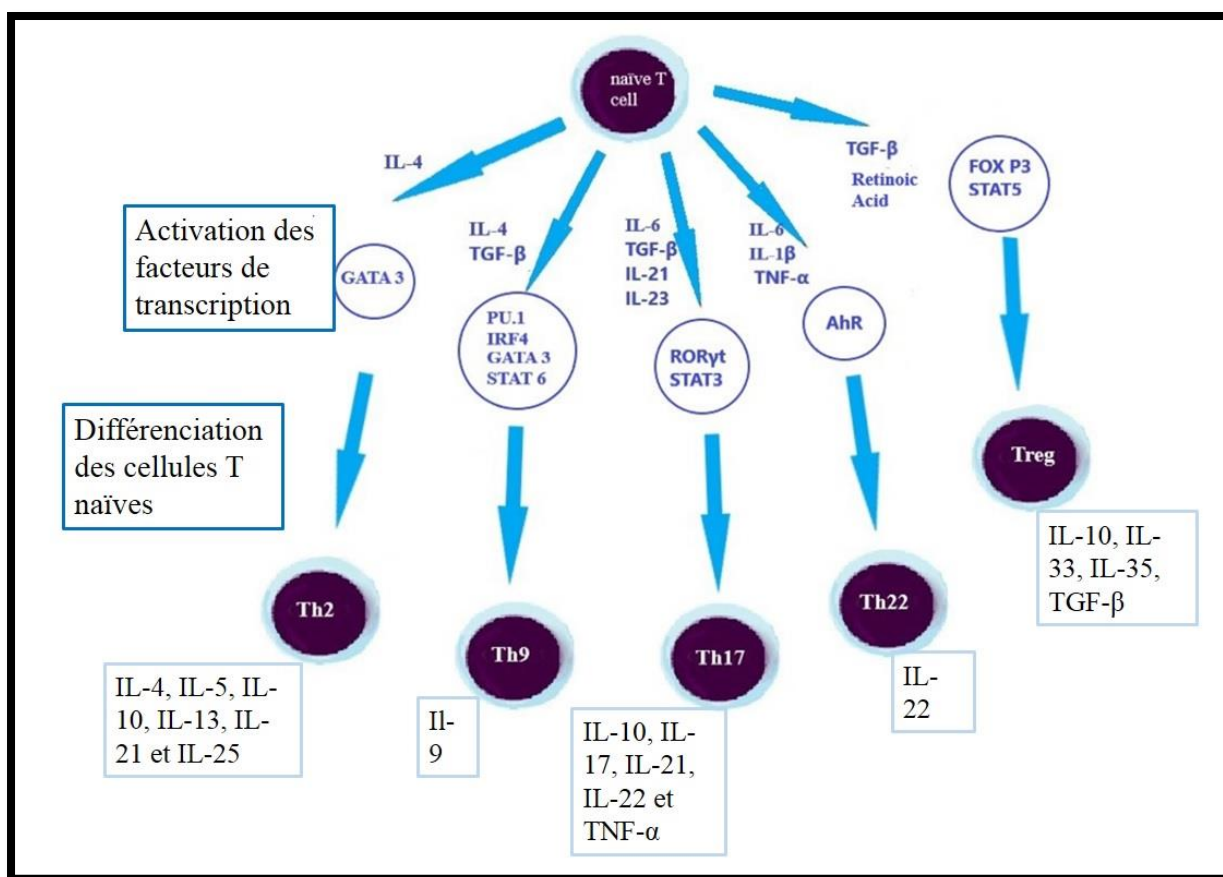 naïve T
cell
IL-4
IL-4
TGF-β
IL-6
TGF-β
IL-21
IL-23
IL-6
IL-1β
TNF-α
TGF-β
Retinoic
Acid
Activation des
facteurs de
transcription
GATA 3
PU.1
IRF4
GATA 3
STAT 6
RORγt
STAT3
AhR
FOX P3
STAT5
Différenciation
des cellules T
naïves
Th2
Th9
Th17
Th22
Treg
IL-4, IL-5, IL-
10, IL-13, IL-
21 et IL-25
Il-
9
IL-10, IL-
17, IL-21,
IL-22 et
TNF-α
IL-
22
IL-10, IL-
33, IL-35,
TGF-β